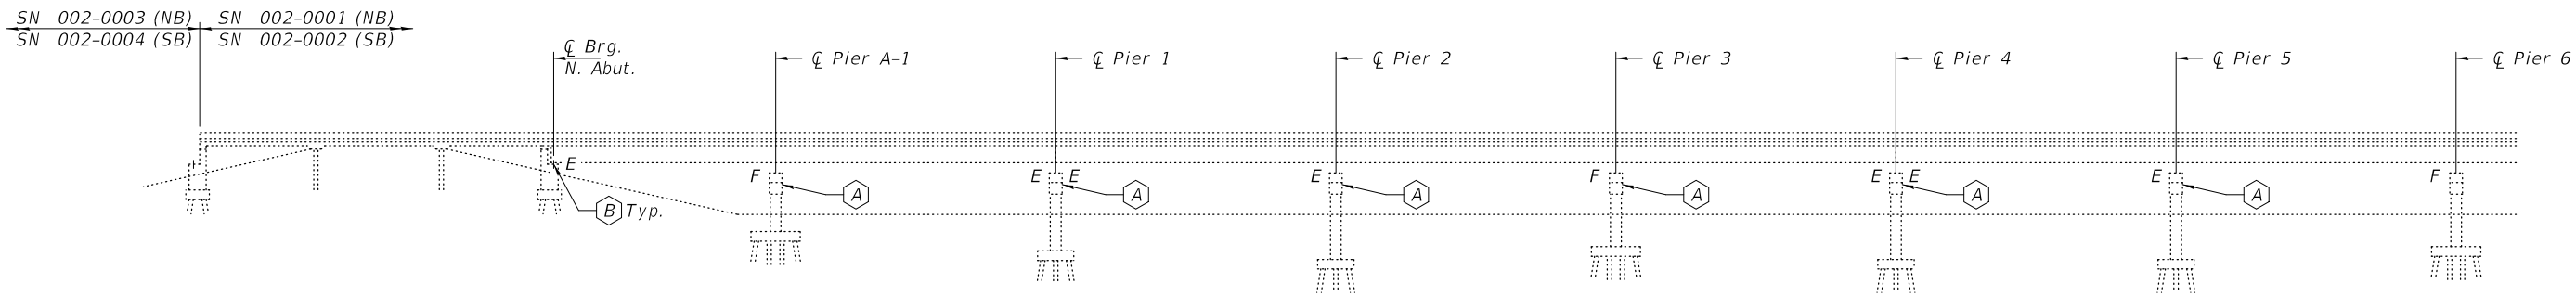 SN 002-0003 (NB) SN 002-0001 (NB)
SN 002-0004 (SB) SN 002-0002 (SB)
℄ Brg.
N. Abut.
℄ Pier A-1
℄ Pier 1
℄ Pier 2
℄ Pier 3
℄ Pier 4
℄ Pier 5
℄ Pier 6
E
F
E E
E
F
E E
E
F
A
A
A
A
A
A
B Typ.